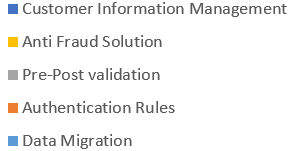 Customer Information Management
Anti Fraud Solution
Pre-Post validation
Authentication Rules
Data Migration